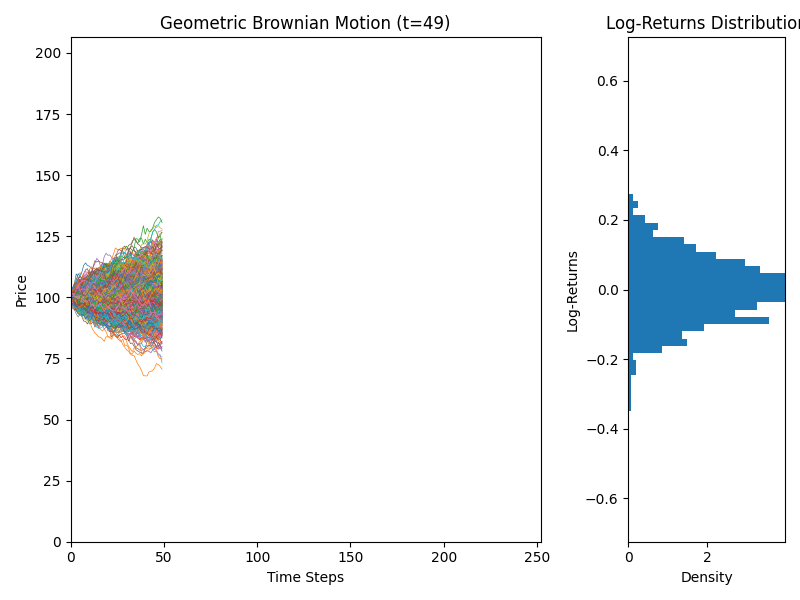 Geometric Brownian Motion (t=49)
Price
200
175
150
125
100
75
50
25
0
0 50 100 150 200 250
Time Steps
Log-Returns Distribution
Log-Returns
0.6
0.4
0.2
0.0
−0.2
−0.4
−0.6
0 2
Density